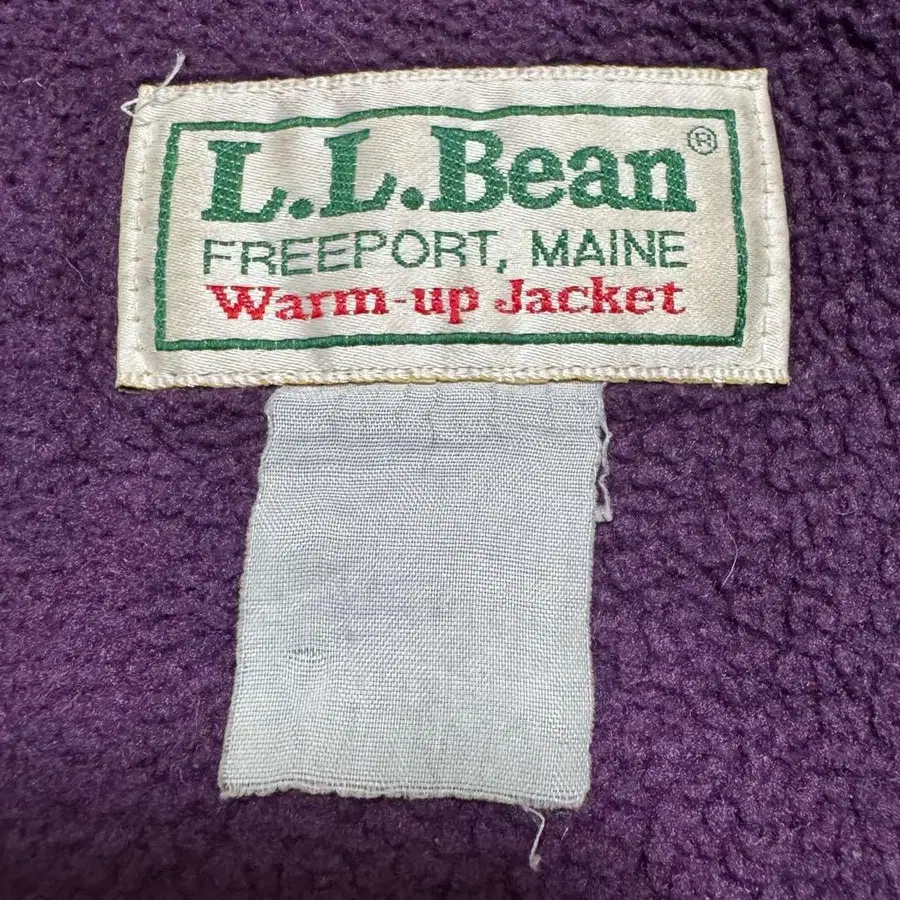 L.L.Bean®
FREEPORT, MAINE
Warm-up Jacket